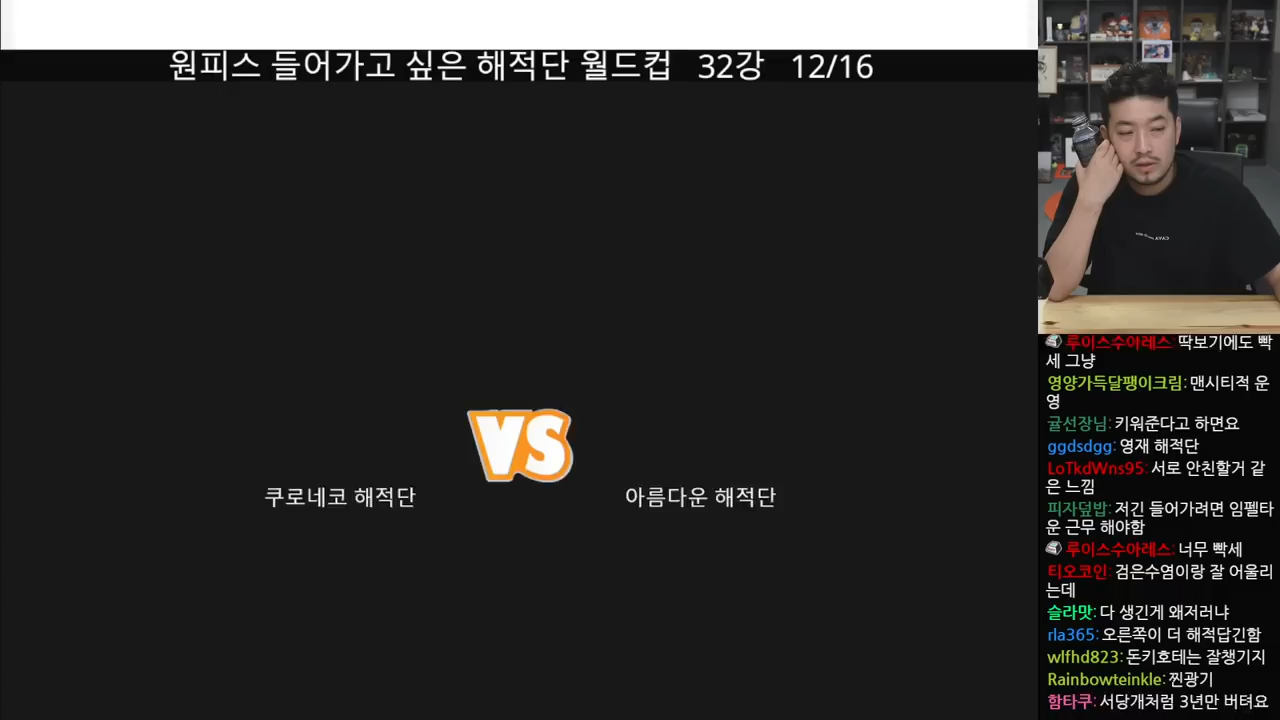 원피스 들어가고 싶은 해적단 월드컵 32강 12/16
VS
쿠로네코 해적단
아름다운 해적단
루이스수아레스: 딱보기에도 빡
세 그냥
영양가득달팽이크림: 맨시티적 운
영
귤선장님: 키워준다고 하면요
ggdsdgg: 영재 해적단
LoTkdWns95: 서로 안친할거 같
은 느낌
피자덮밥: 저긴 들어가려면 임펠타
운 근무 해야함
루이스수아레스: 너무 빡세
티오코인: 검은수염이랑 잘 어울리
는데
슬라맛: 다 생긴게 왜저러냐
rla365: 오른쪽이 더 해적답긴함
wlfhd823: 돈키호테는 잘챙기지
Rainbowteinkle: 찐광기
함타쿠: 서당개처럼 3년만 버텨요